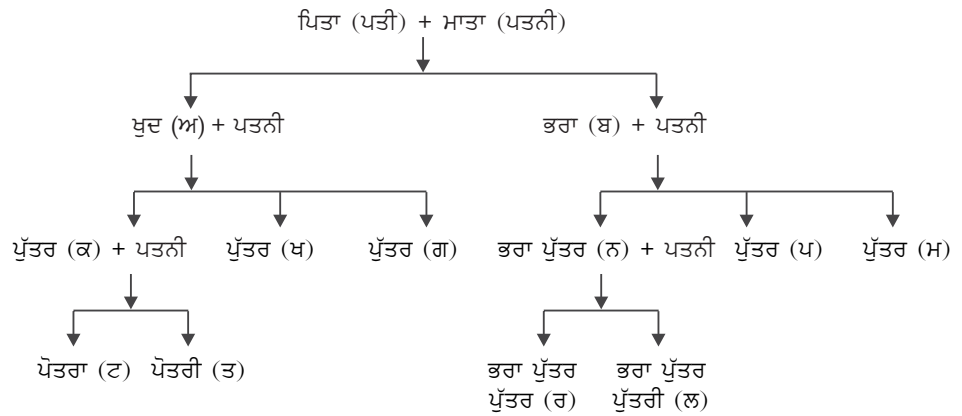 ਪਿਤਾ (ਪਤੀ) + ਮਾਤਾ (ਪਤਨੀ)
ਖੁਦ (ਅ) + ਪਤਨੀ ਭਰਾ (ਬ) + ਪਤਨੀ
ਪੁੱਤਰ (ਕ) + ਪਤਨੀ ਪੁੱਤਰ (ਖ) ਪੁੱਤਰ (ਗ) ਭਰਾ ਪੁੱਤਰ (ਨ) + ਪਤਨੀ ਪੁੱਤਰ (ਪ) ਪੁੱਤਰ (ਮ)
ਪੋਤਰਾ (ਟ) ਪੋਤਰੀ (ਤ) ਭਰਾ ਪੁੱਤਰ ਭਰਾ ਪੁੱਤਰ
ਪੁੱਤਰ (ਰ) ਪੁੱਤਰੀ (ਲ)